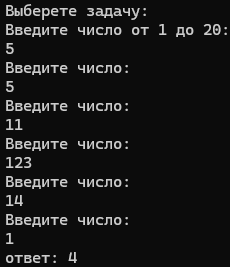 Выберете задачу:
Введите число от 1 до 20:
5
Введите число:
5
Введите число:
11
Введите число:
123
Введите число:
14
Введите число:
1
ответ: 4